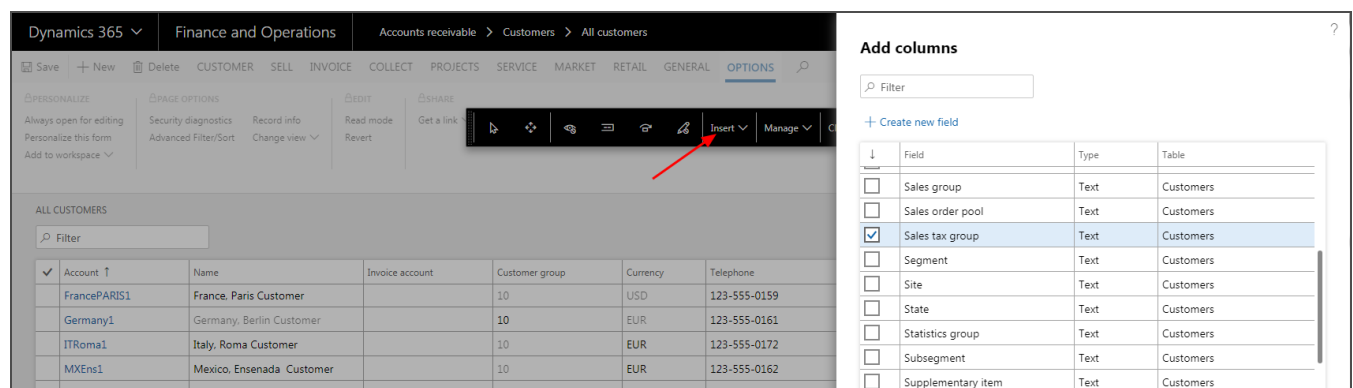 Dynamics 365 Finance and Operations Accounts receivable > Customers > All customers
Save + New Delete CUSTOMER SELL INVOICE COLLECT PROJECTS SERVICE MARKET RETAIL GENERAL OPTIONS
PERSONALIZE PAGE OPTIONS EDIT SHARE
Always open for editing Security diagnostics Record info Read mode Get a link
Personalize this form Advanced Filter/Sort Change view Revert
Add to workspace
Insert Manage
ALL CUSTOMERS
Filter
Account ↑ Name Invoice account Customer group Currency Telephone
FrancePARIS1 France, Paris Customer 10 USD 123-555-0159
Germany1 Germany, Berlin Customer 10 EUR 123-555-0161
ITRoma1 Italy, Roma Customer 10 EUR 123-555-0172
MXEns1 Mexico, Ensenada Customer 10 EUR 123-555-0162
?
Add columns
Filter
+ Create new field
↓ Field Type Table
Sales group Text Customers
Sales order pool Text Customers
Sales tax group Text Customers
Segment Text Customers
Site Text Customers
State Text Customers
Statistics group Text Customers
Subsegment Text Customers
Supplementary item Text Customers